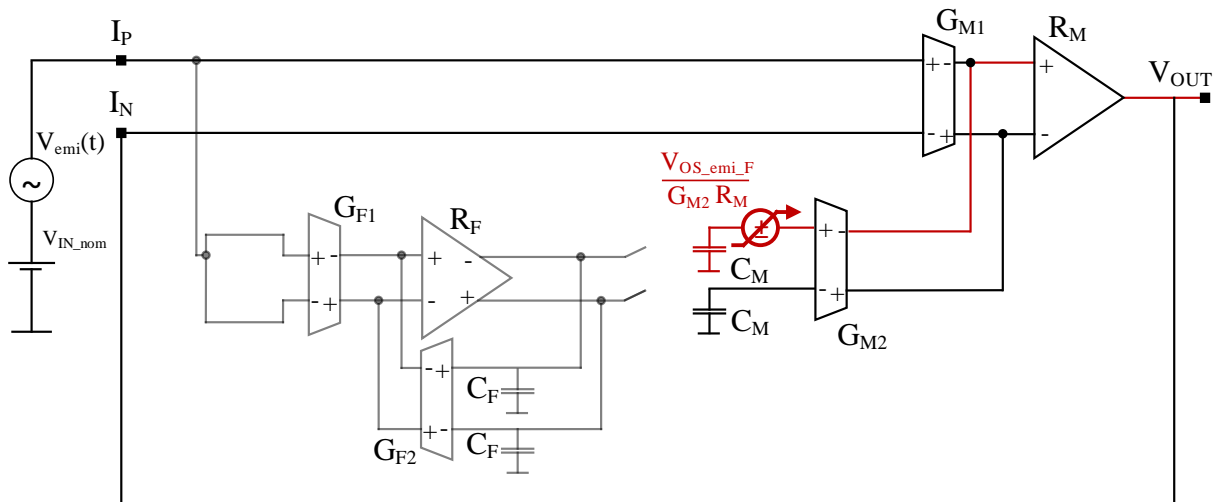 I_P
G_M1
R_M
+ -
+
V_OUT
I_N
V_emi(t)
- +
-
~
V_OS_emi_F
G_M2 R_M
V_IN_nom
G_F1
R_F
±
+ -
+ -
+ -
C_M
- +
- +
- +
C_M
G_M2
- +
C_F
+ -
G_F2
C_F